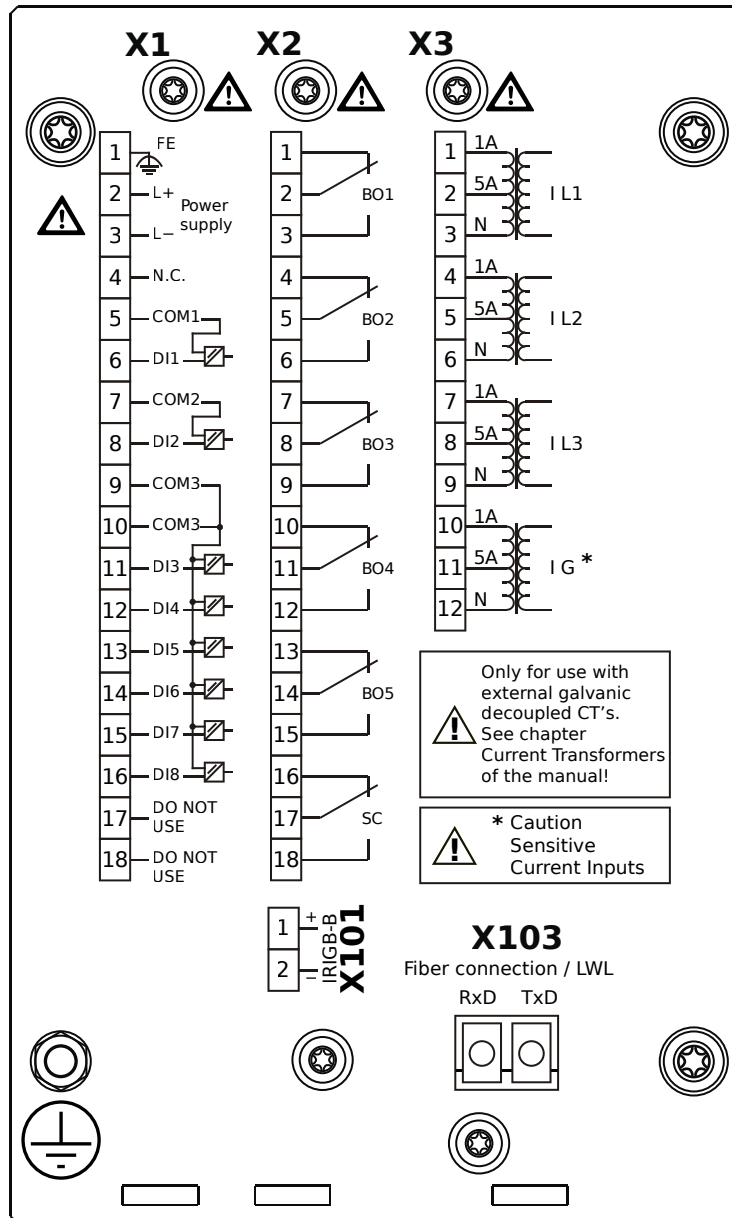 X1 X2 X3
1 FE
2 L+ Power
3 L− supply
4 N.C.
5 COM1
6 DI1
7 COM2
8 DI2
9 COM3
10 COM3
11 DI3
12 DI4
13 DI5
14 DI6
15 DI7
16 DI8
17 DO NOT
USE
18 DO NOT
USE
1
2 BO1
3
4
5 BO2
6
7
8 BO3
9
10
11 BO4
12
13
14 BO5
15
16
17 SC
18
1 1A
2 5A I L1
3 N
4 1A
5 5A I L2
6 N
7 1A
8 5A I L3
9 N
10 1A
11 5A I G *
12 N
Only for use with
external galvanic
decoupled CT's.
See chapter
Current Transformers
of the manual!
* Caution
Sensitive
Current Inputs
1 +
2 −
IRIGB-B
X101
X103
Fiber connection / LWL
RxD TxD